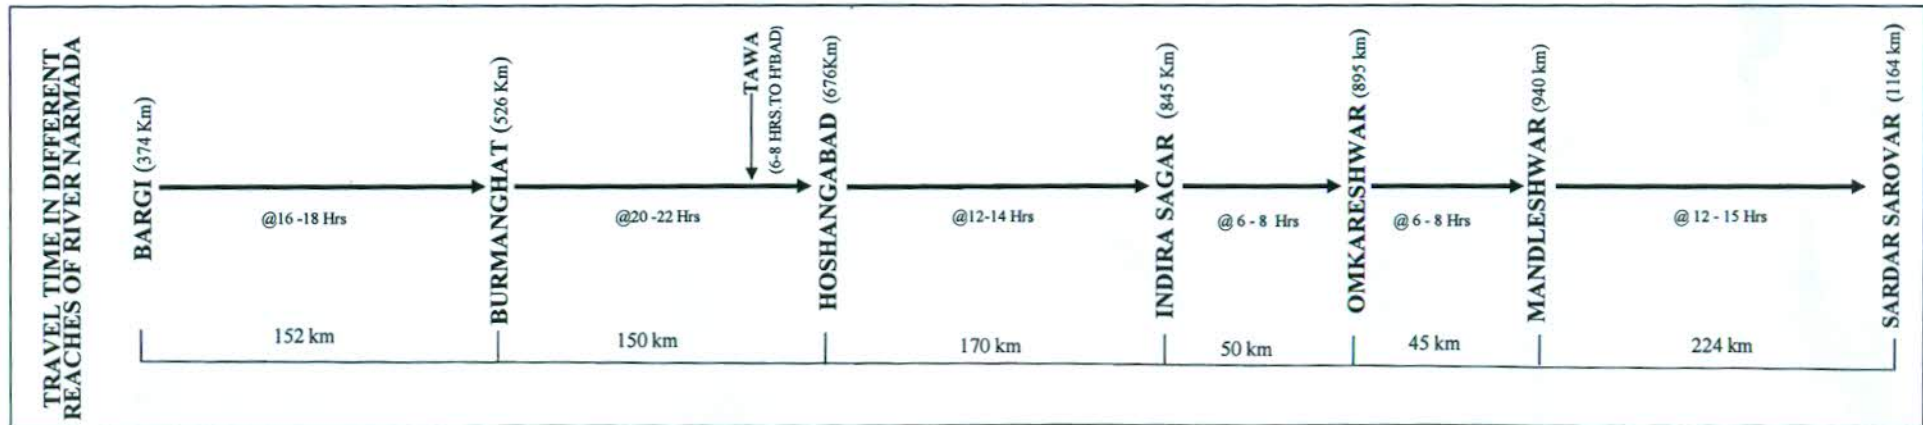 TRAVEL TIME IN DIFFERENT
REACHES OF RIVER NARMADA
BARGI (374 Km)
@16 -18 Hrs
152 km
BURMANGHAT (526 Km)
@20 -22 Hrs
150 km
TAWA
(6-8 HRS.TO H'BAD)
HOSHANGABAD (676Km)
@12-14 Hrs
170 km
INDIRA SAGAR (845 Km)
@ 6 - 8 Hrs
50 km
OMKARESHWAR (895 km)
@ 6 - 8 Hrs
45 km
MANDLESHWAR (940 km)
@ 12 - 15 Hrs
224 km
SARDAR SAROVAR (1164 km)